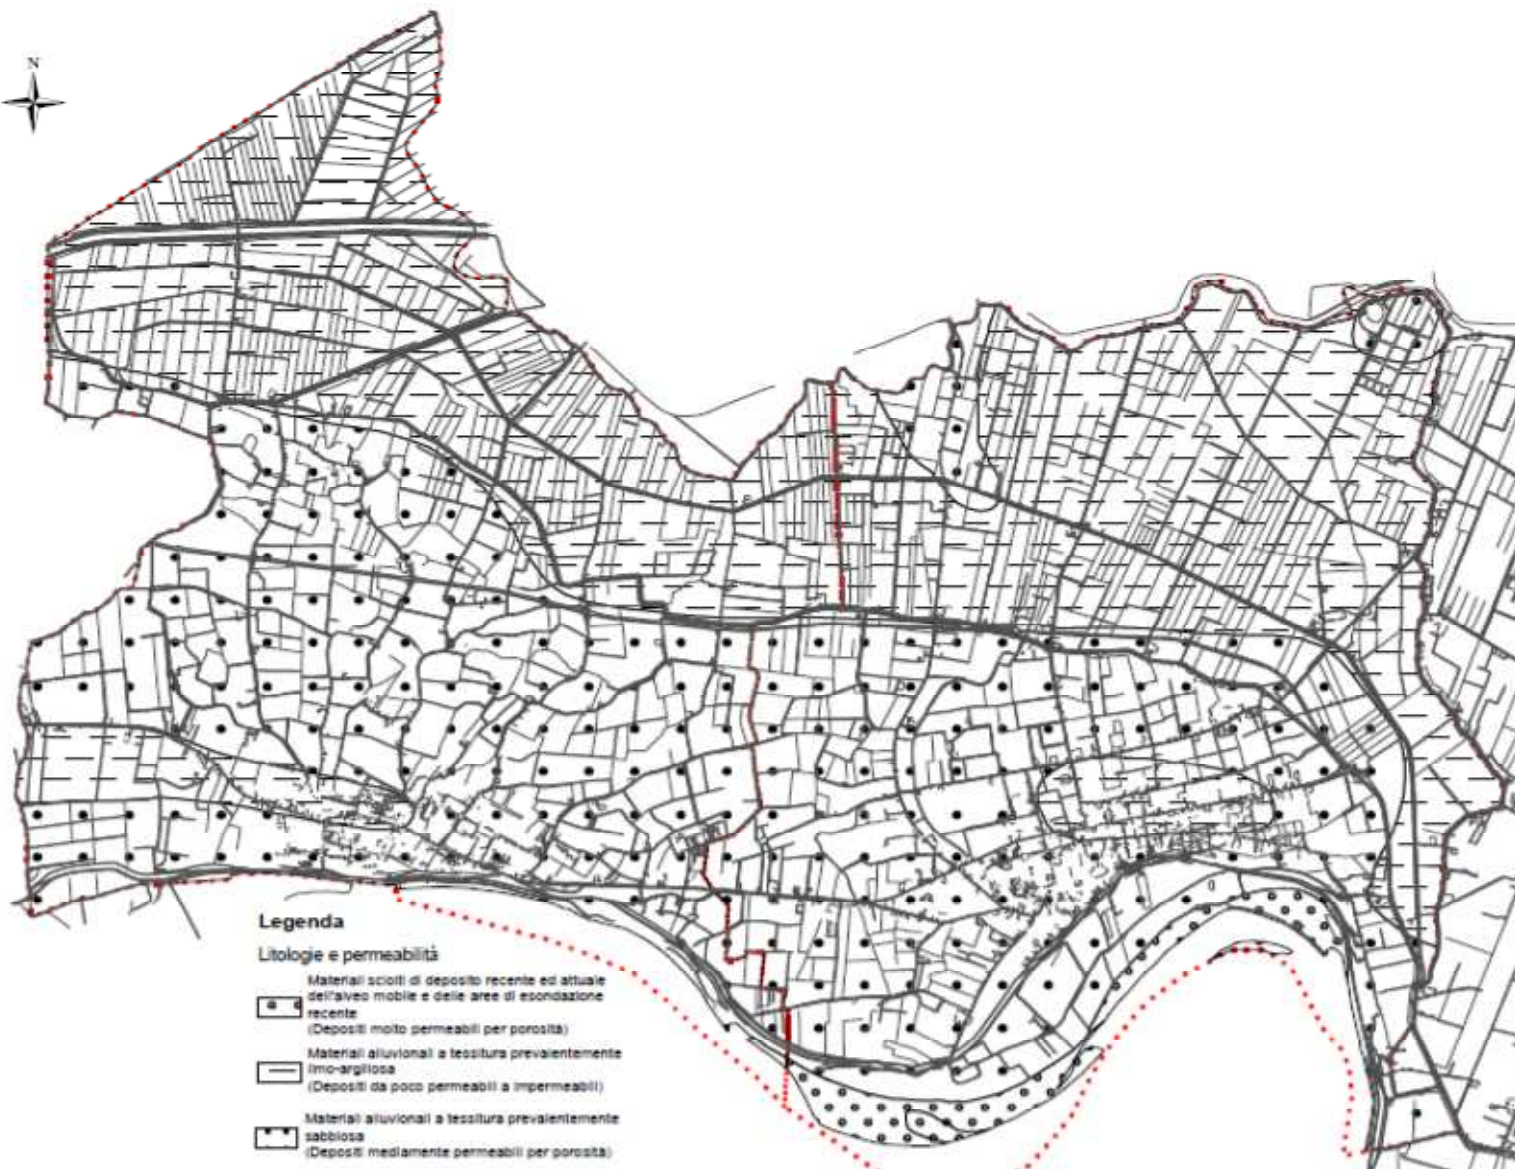 N
Legenda
Litologie e permeabilità
Materiali sciolti di deposito recente ed attuale
dell'alveo mobile e delle aree di esondazione
recente
(Depositi molto permeabili per porosità)
Materiali alluvionali a tessitura prevalentemente
limo-argillosa
(Depositi da poco permeabili a impermeabili)
Materiali alluvionali a tessitura prevalentemente
sabbiosa
(Depositi mediamente permeabili per porosità)